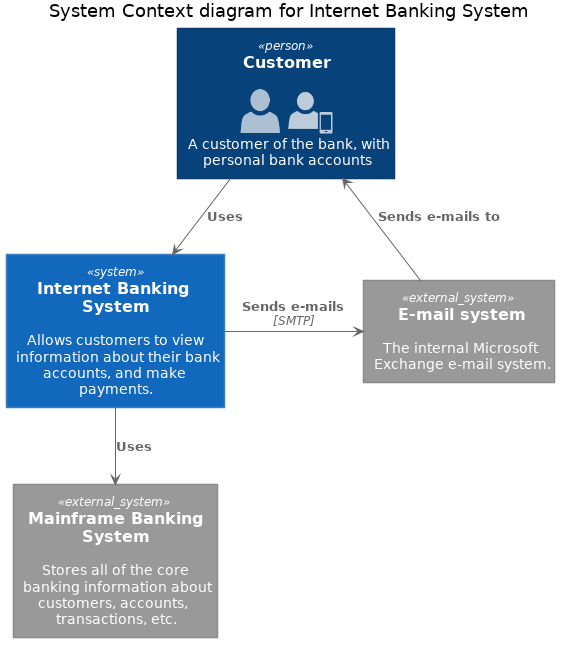 System Context diagram for Internet Banking System
«person»
Customer
A customer of the bank, with
personal bank accounts
Uses
Sends e-mails to
«system»
Internet Banking
System
Allows customers to view
information about their bank
accounts, and make
payments.
Sends e-mails
[SMTP]
«external_system»
E-mail system
The internal Microsoft
Exchange e-mail system.
Uses
«external_system»
Mainframe Banking
System
Stores all of the core
banking information about
customers, accounts,
transactions, etc.